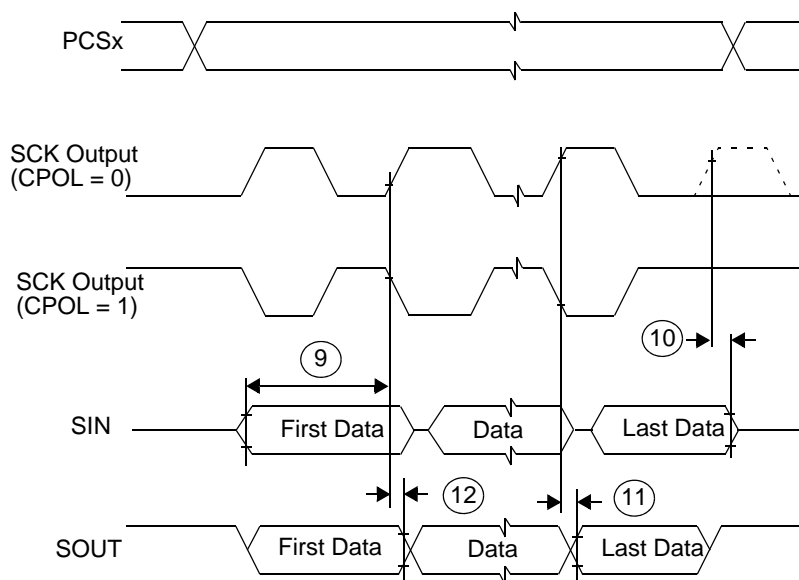 PCSx
SCK Output
(CPOL = 0)
SCK Output
(CPOL = 1)
10
9
SIN
First Data
Data
Last Data
12
11
SOUT
First Data
Data
Last Data